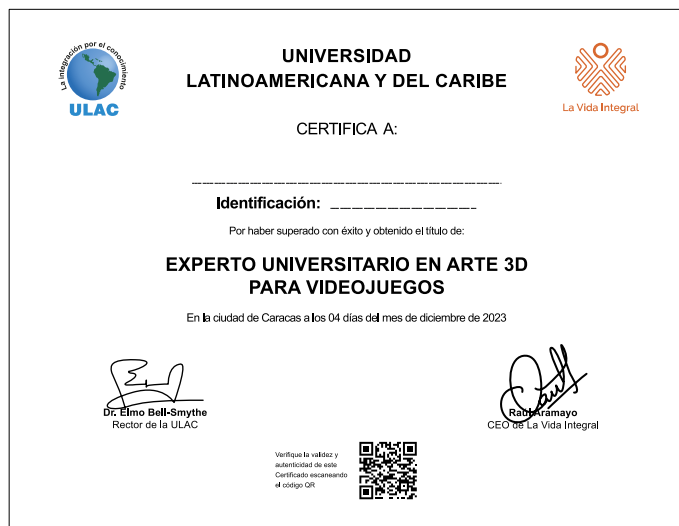 La integración por el conocimiento
ULAC
UNIVERSIDAD
LATINOAMERICANA Y DEL CARIBE
La Vida Integral
CERTIFICA A:
Identificación:
Por haber superado con éxito y obtenido el título de:
EXPERTO UNIVERSITARIO EN ARTE 3D
PARA VIDEOJUEGOS
En la ciudad de Caracas a los 04 días del mes de diciembre de 2023
Dr. Elmo Bell-Smythe
Rector de la ULAC
Raúl Aramayo
CEO de La Vida Integral
Verifique la validez y
autenticidad de este
Certificado escaneando
el código QR